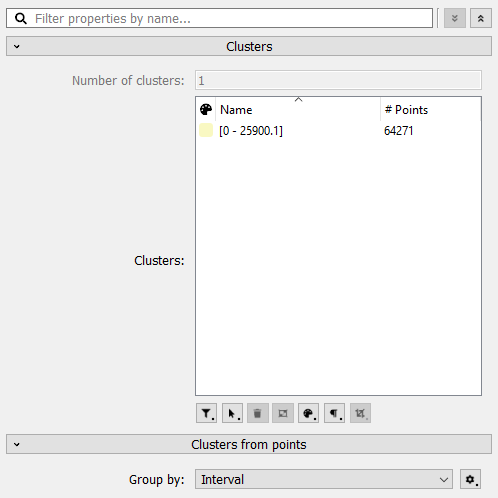 Filter properties by name...
Clusters
Number of clusters: 1
Name # Points
[0 - 25900.1] 64271
Clusters:
Clusters from points
Group by: Interval